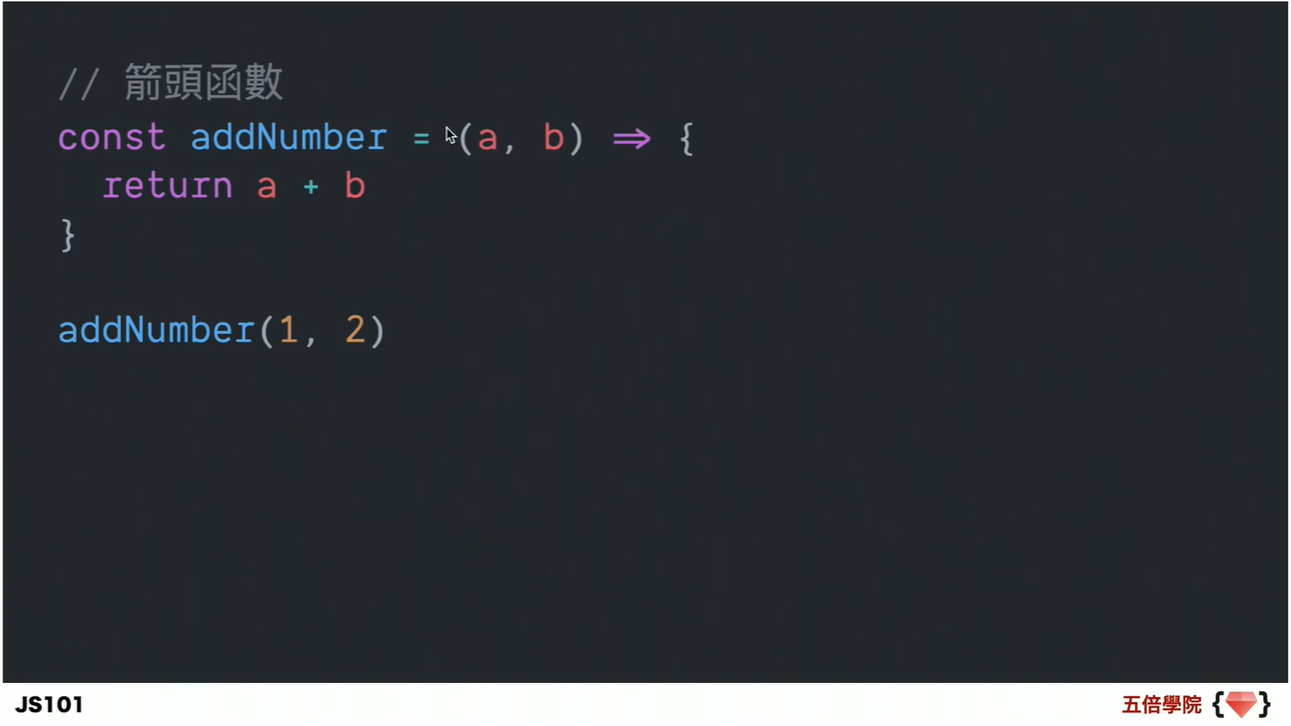 // 箭頭函數
const addNumber = (a, b) => {
  return a + b
}
addNumber(1, 2)
JS101
五倍學院 { }